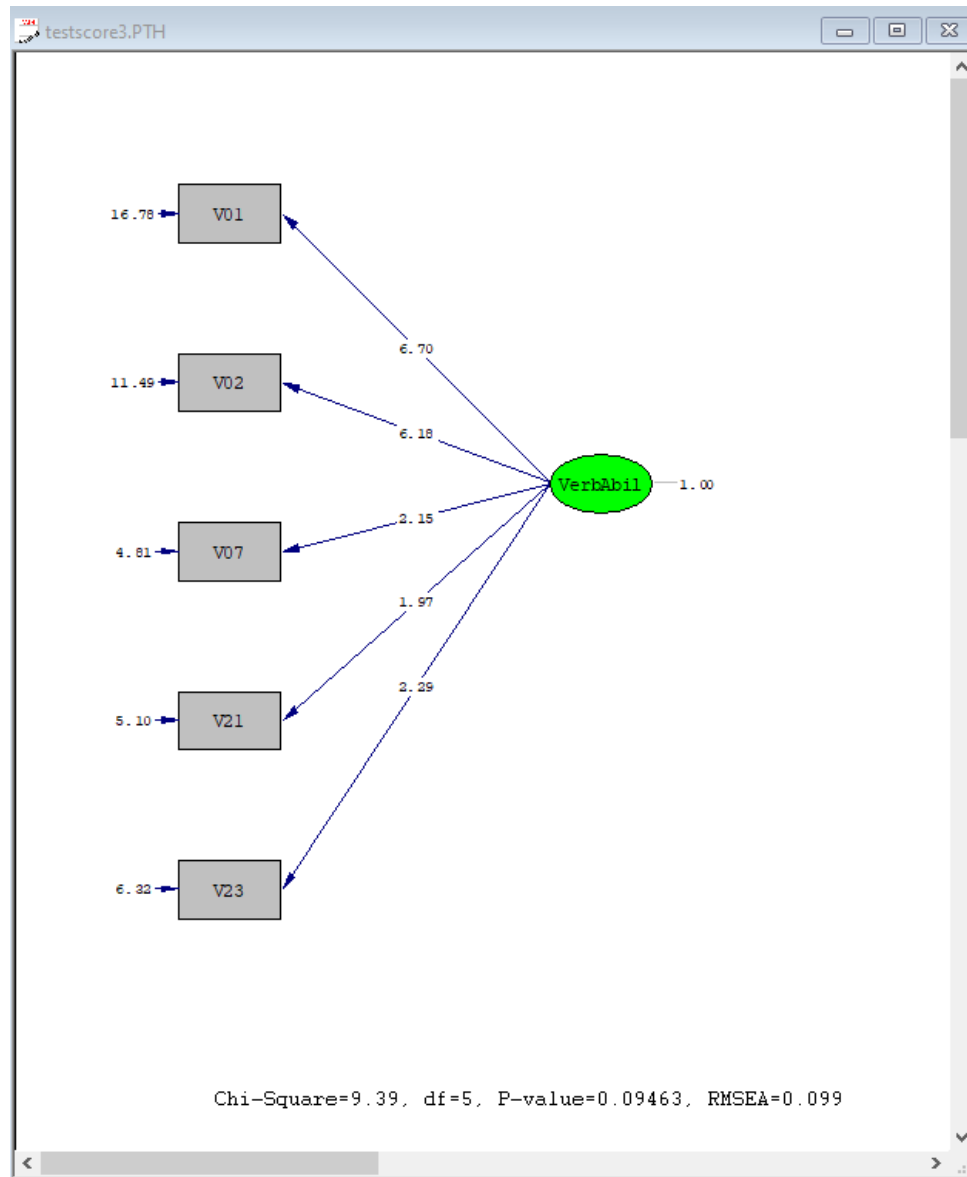 testscore3.PTH
16.78 V01
6.70
11.49 V02
6.18
VerbAbil 1.00
2.15
4.81 V07
1.97
2.29
5.10 V21
6.32 V23
Chi-Square=9.39, df=5, P-value=0.09463, RMSEA=0.099